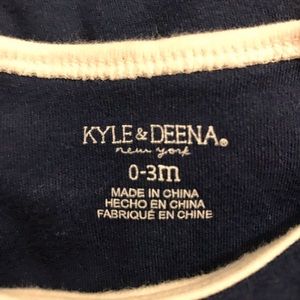 KYLE & DEENA®
new york
0-3m
MADE IN CHINA
HECHO EN CHINA
FABRIQUÉ EN CHINE